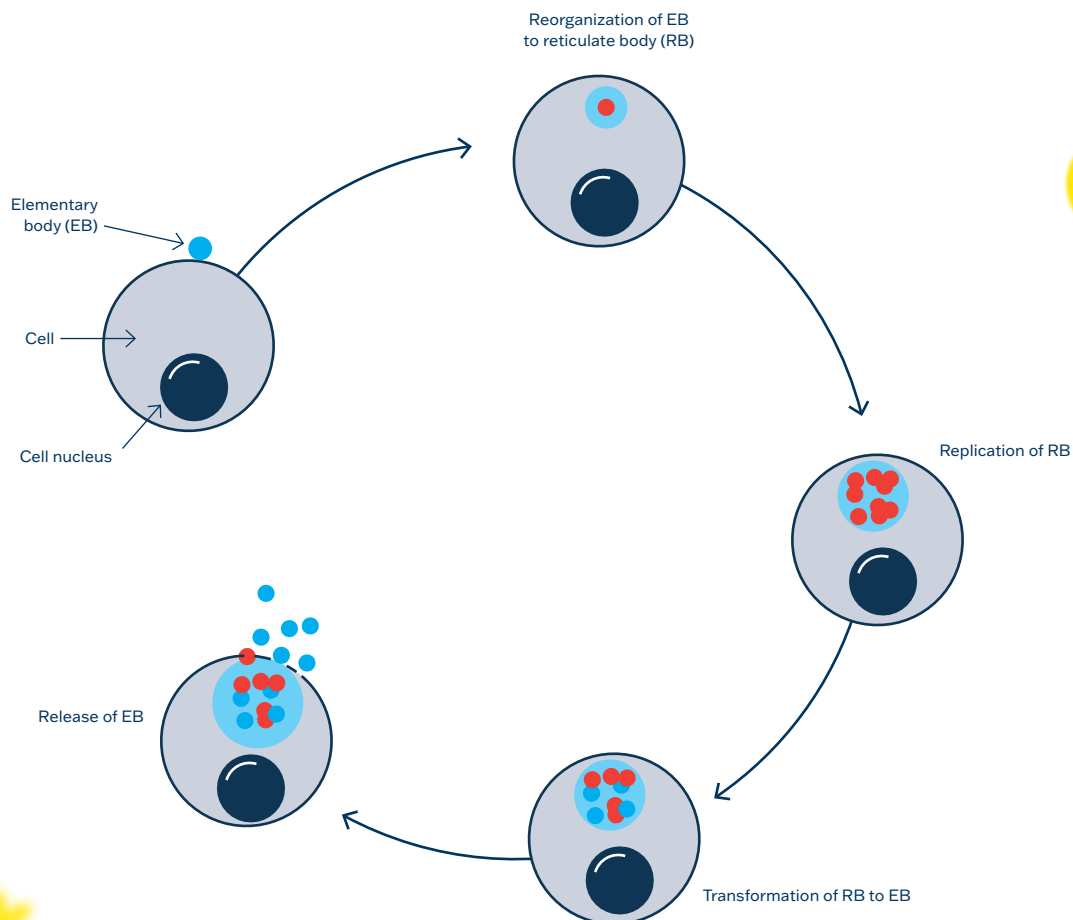 Reorganization of EB
to reticulate body (RB)
Elementary
body (EB)
Cell
Cell nucleus
Replication of RB
Release of EB
Transformation of RB to EB